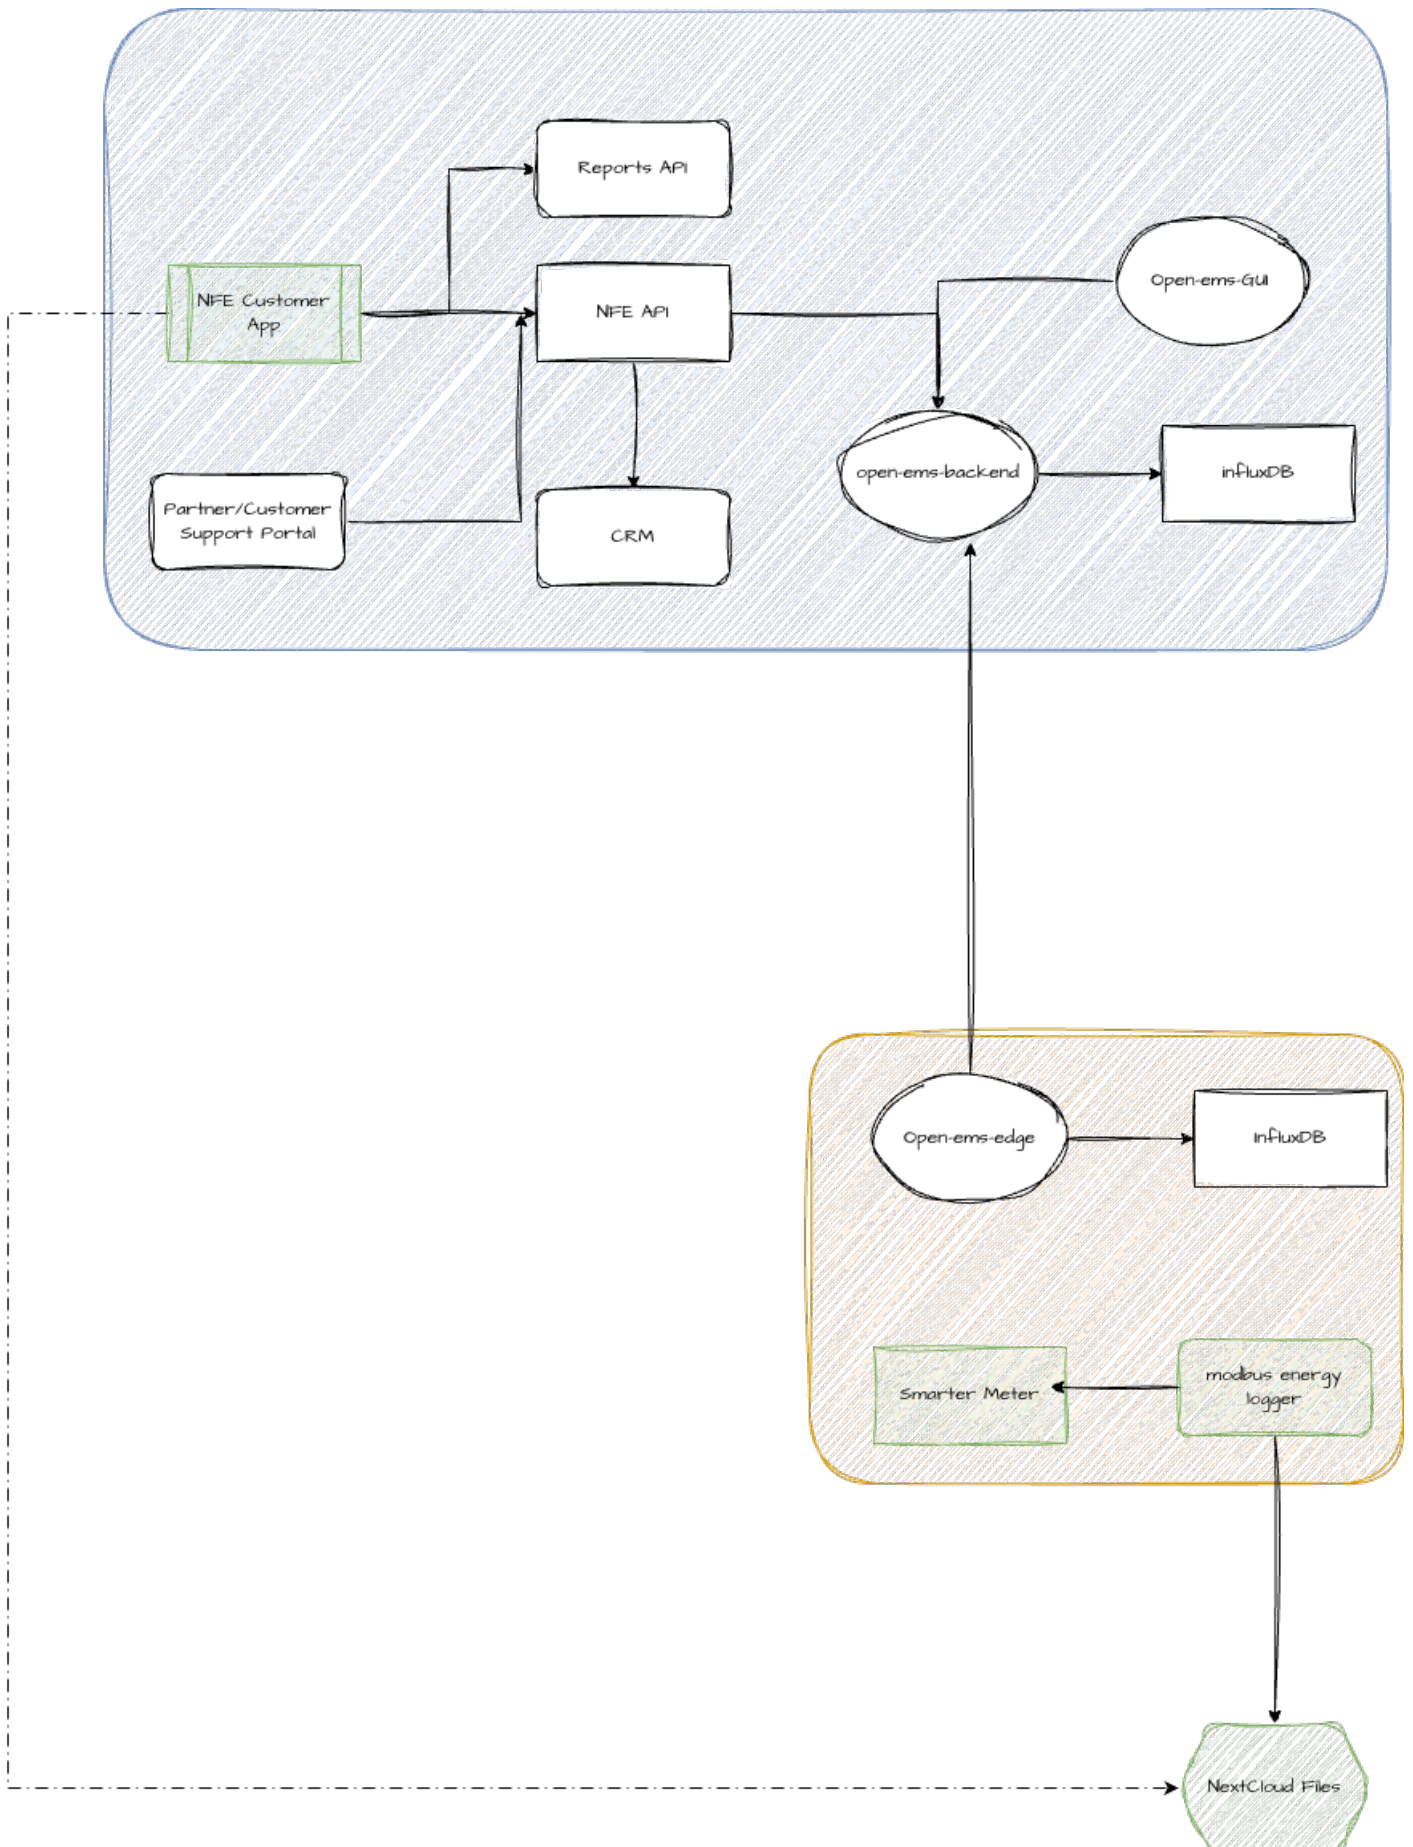 Reports API
NFE Customer
App
NFE API
Open-ems-GUI
Partner/Customer
Support Portal
CRM
open-ems-backend
influxDB
Open-ems-edge
InfluxDB
Smarter Meter
modbus energy
logger
NextCloud Files